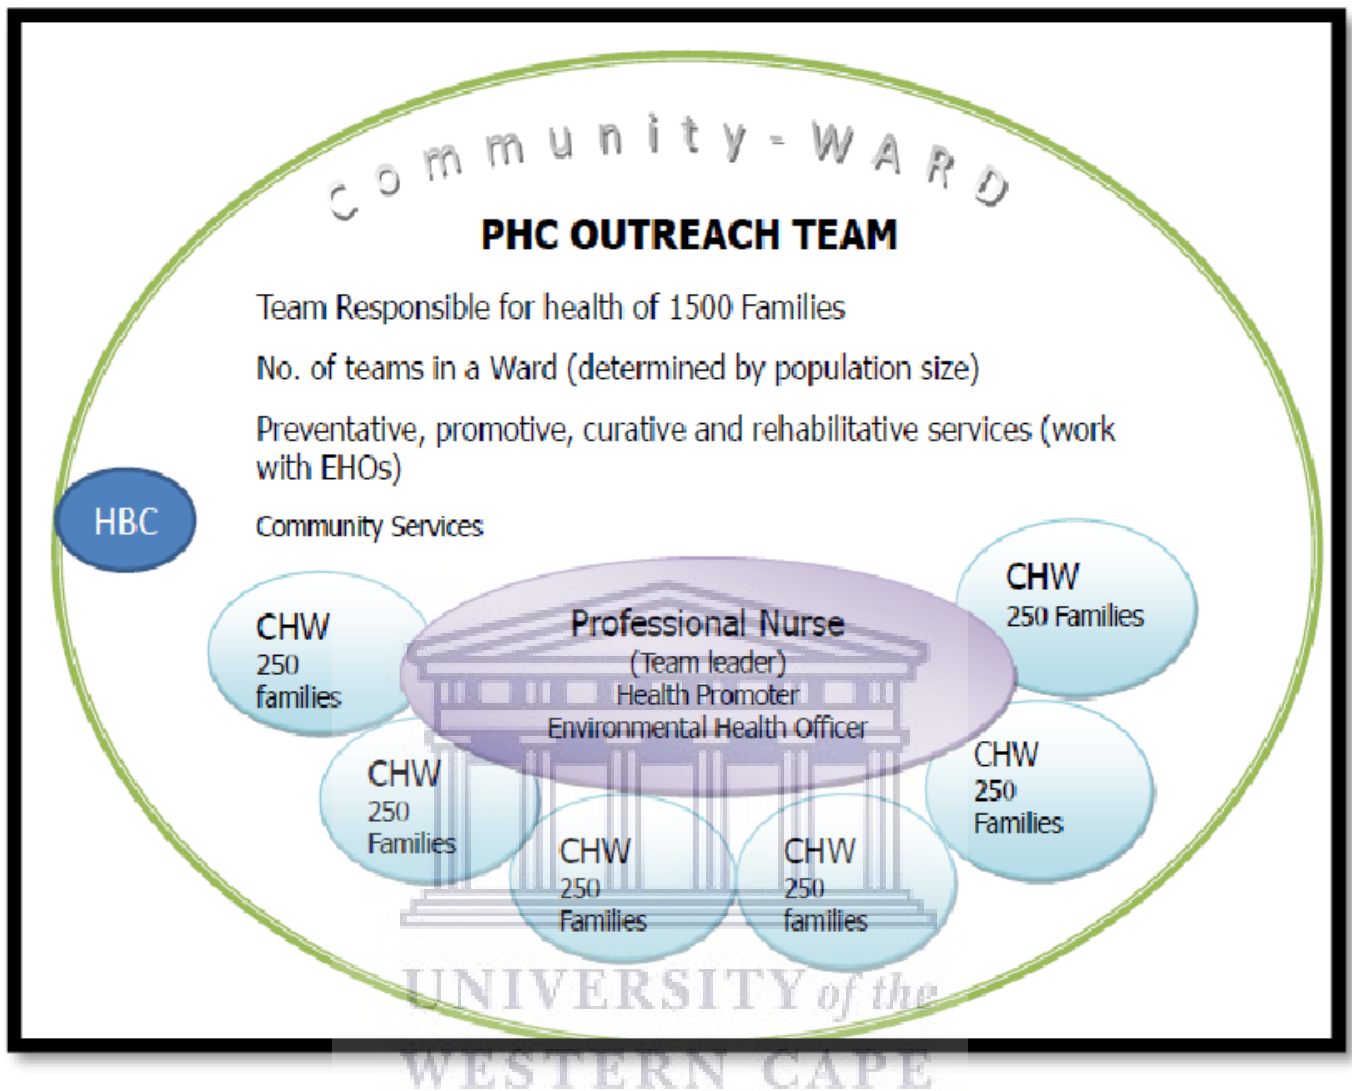 Community-WARD
PHC OUTREACH TEAM
Team Responsible for health of 1500 Families
No. of teams in a Ward (determined by population size)
Preventative, promotive, curative and rehabilitative services (work
with EHOs)
HBC
Community Services
CHW
250
families
Professional Nurse
(Team leader)
Health Promoter
Environmental Health Officer
CHW
250 Families
CHW
250
Families
CHW
250
Families
CHW
250
families
CHW
250
Families
UNIVERSITY of the
WESTERN CAPE